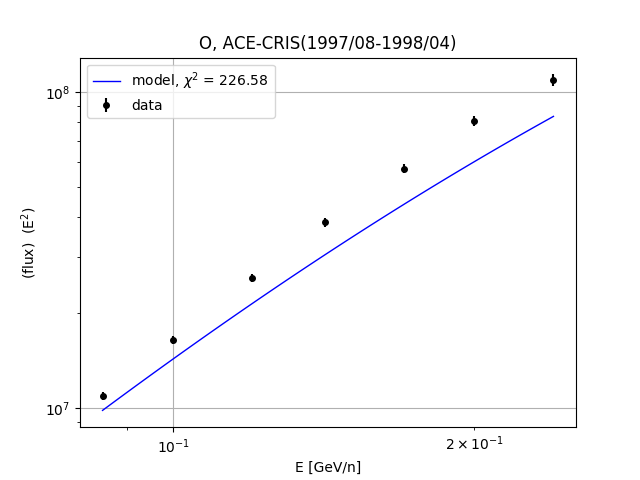 O, ACE-CRIS(1997/08-1998/04)
model, χ² = 226.58
data
10⁸
10⁷
(flux) (E²)
10⁻¹
2 × 10⁻¹
E [GeV/n]